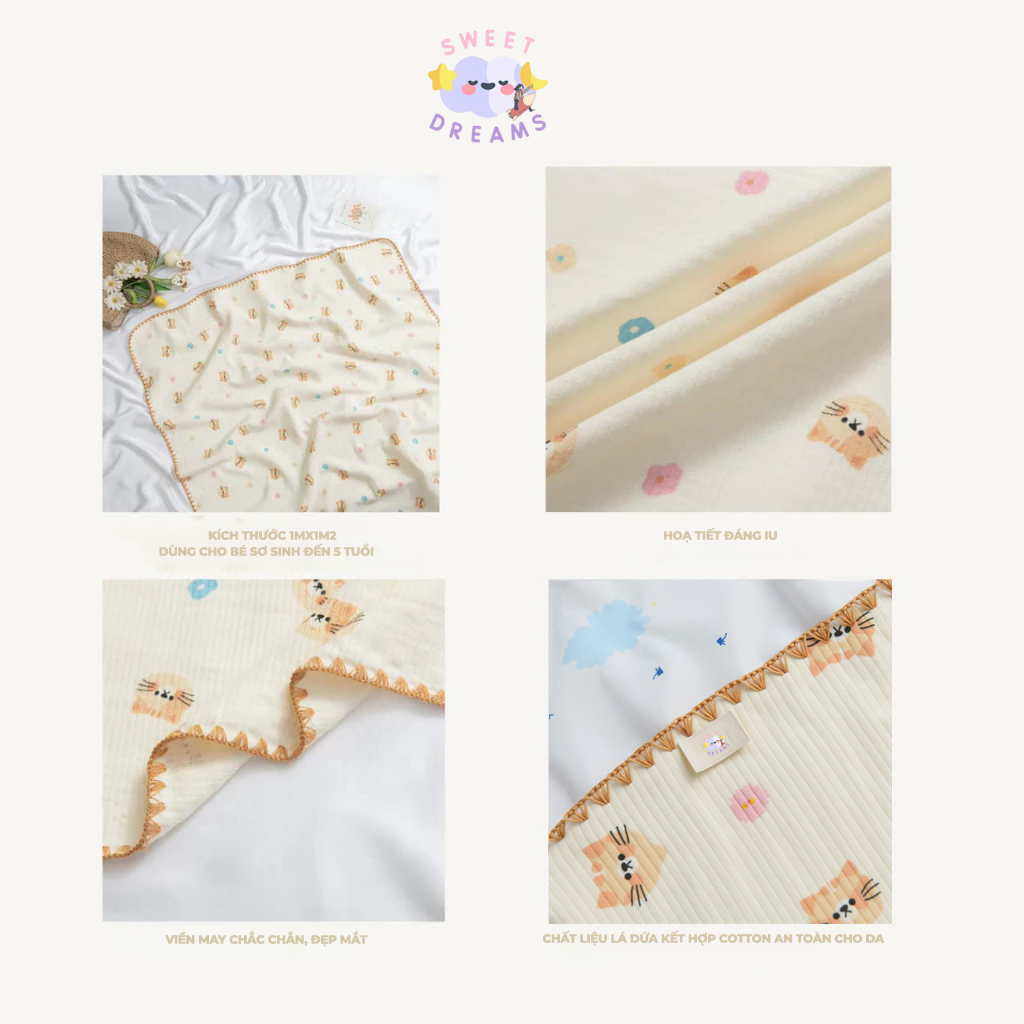 SWEET
DREAMS
KÍCH THƯỚC 1MX1M2
DÙNG CHO BÉ SƠ SINH ĐẾN 5 TUỔI
HOẠ TIẾT ĐÁNG IU
VIỀN MAY CHẮC CHẮN, ĐẸP MẮT
DREAMS
CHẤT LIỆU LÁ DỨA KẾT HỢP COTTON AN TOÀN CHO DA